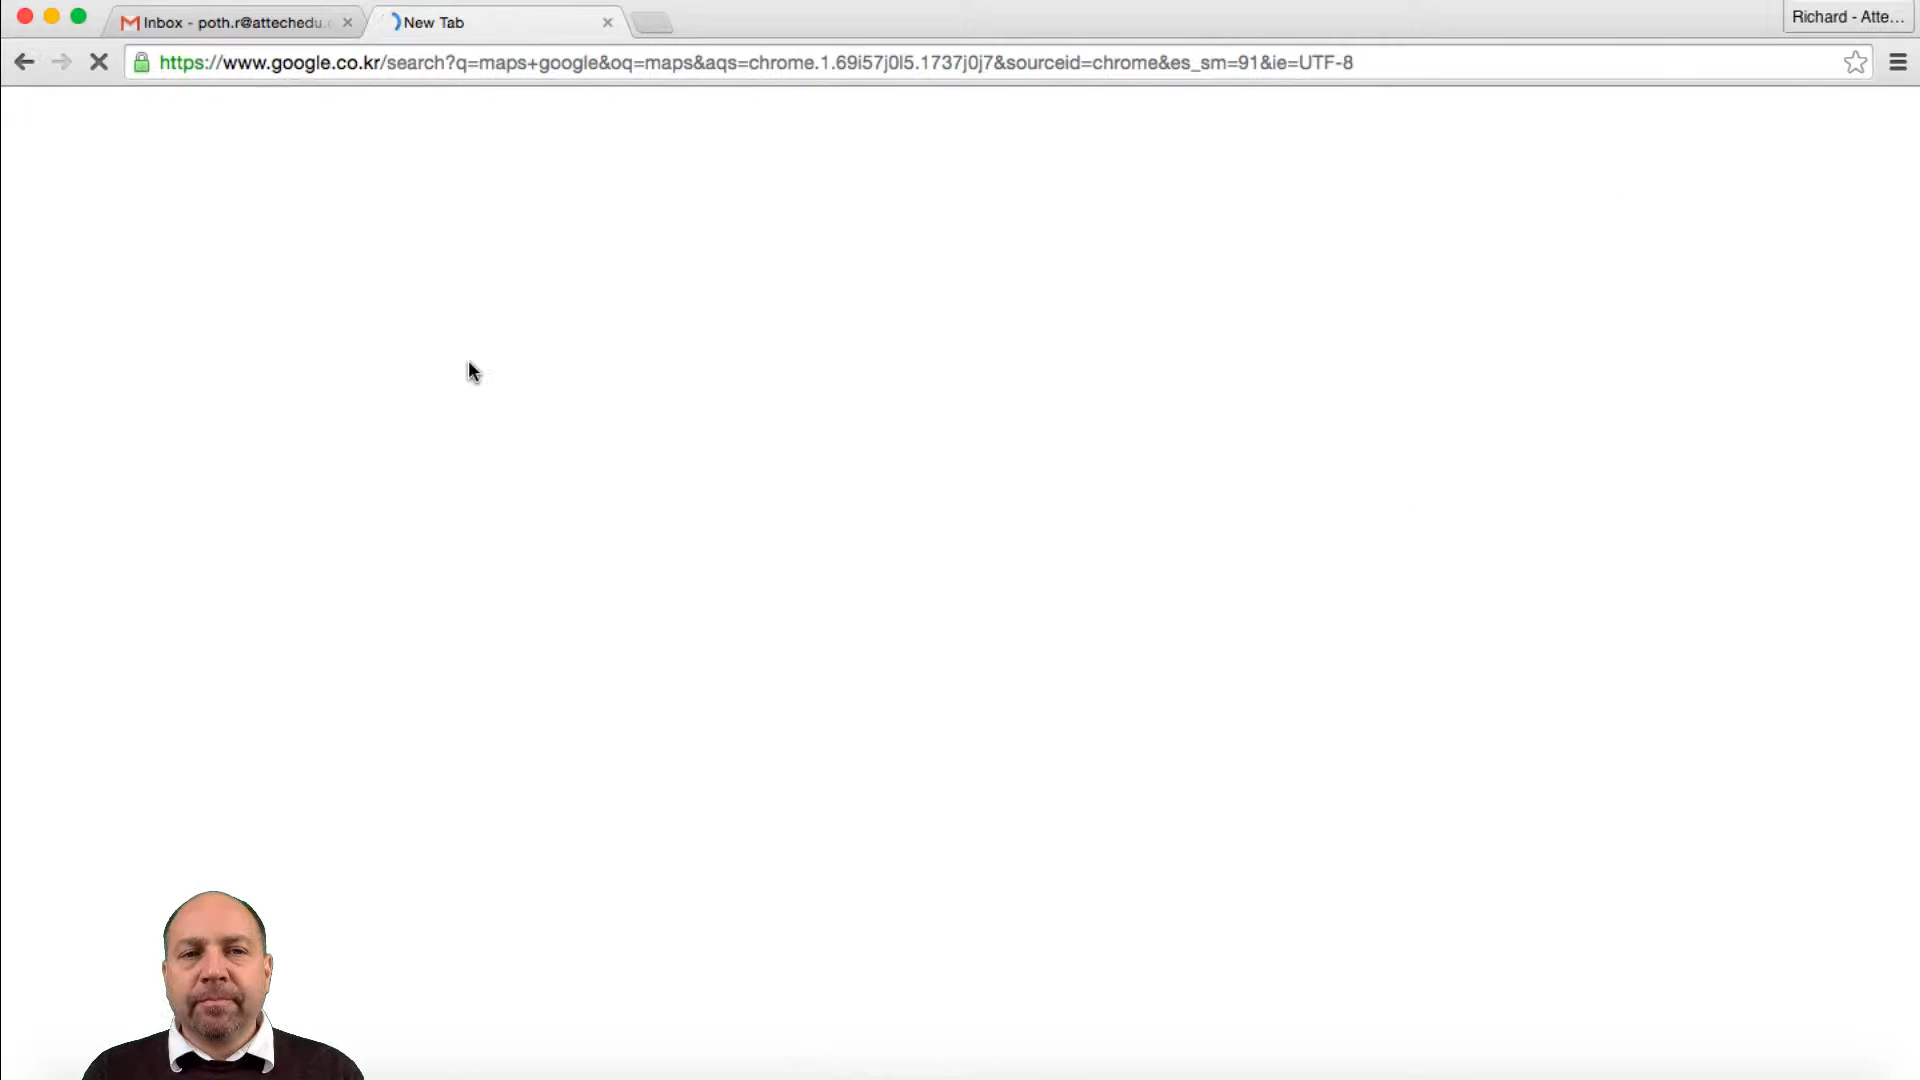 Inbox - poth.r@attechedu.
New Tab
Richard - Atte...
https://www.google.co.kr/search?q=maps+google&oq=maps&aqs=chrome.1.69i57j0l5.1737j0j7&sourceid=chrome&es_sm=91&ie=UTF-8